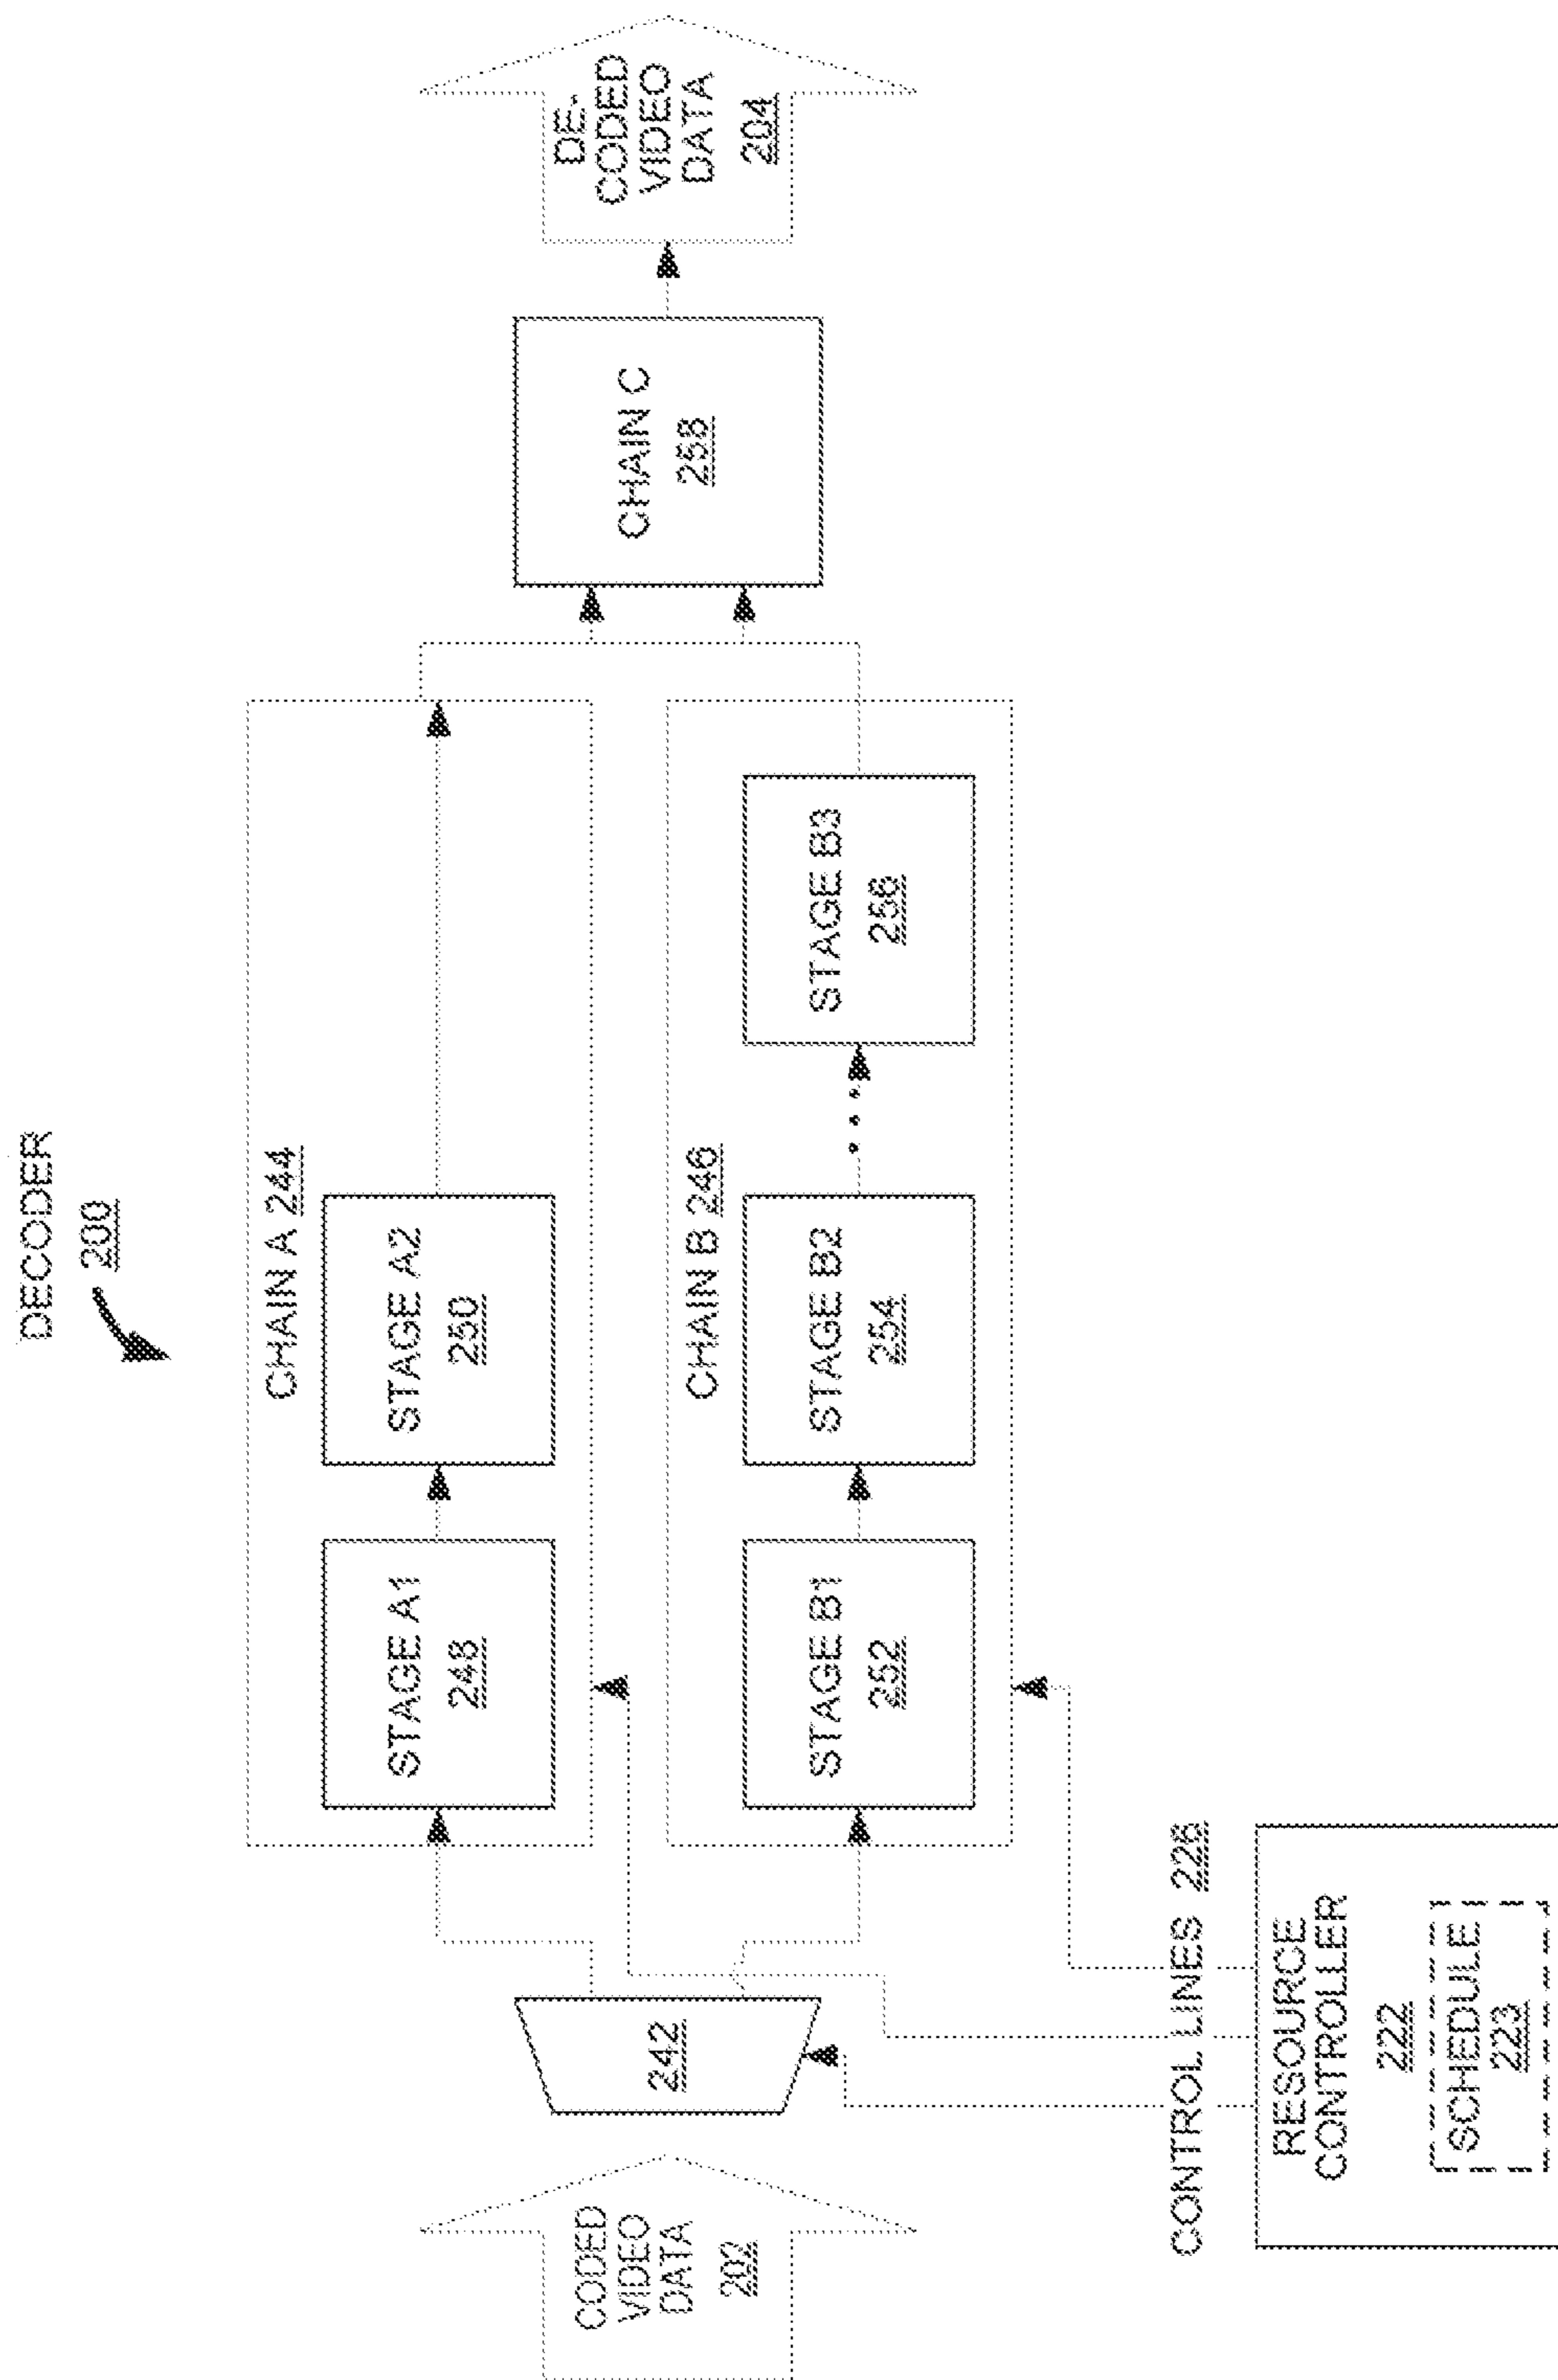 DECODER
200
CODED
VIDEO
DATA
202
242
CHAIN A 244
STAGE A1
248
STAGE A2
250
CHAIN B 246
STAGE B1
252
STAGE B2
254
STAGE B3
256
CHAIN C
258
DE-
CODED
VIDEO
DATA
204
CONTROL LINES 226
RESOURCE
CONTROLLER
222
SCHEDULE
223